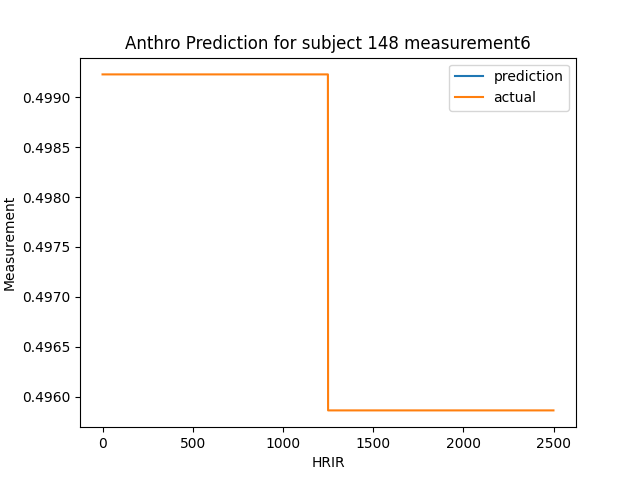 Anthro Prediction for subject 148 measurement6
prediction
actual
Measurement
0.4990
0.4985
0.4980
0.4975
0.4970
0.4965
0.4960
0 500 1000 1500 2000 2500
HRIR